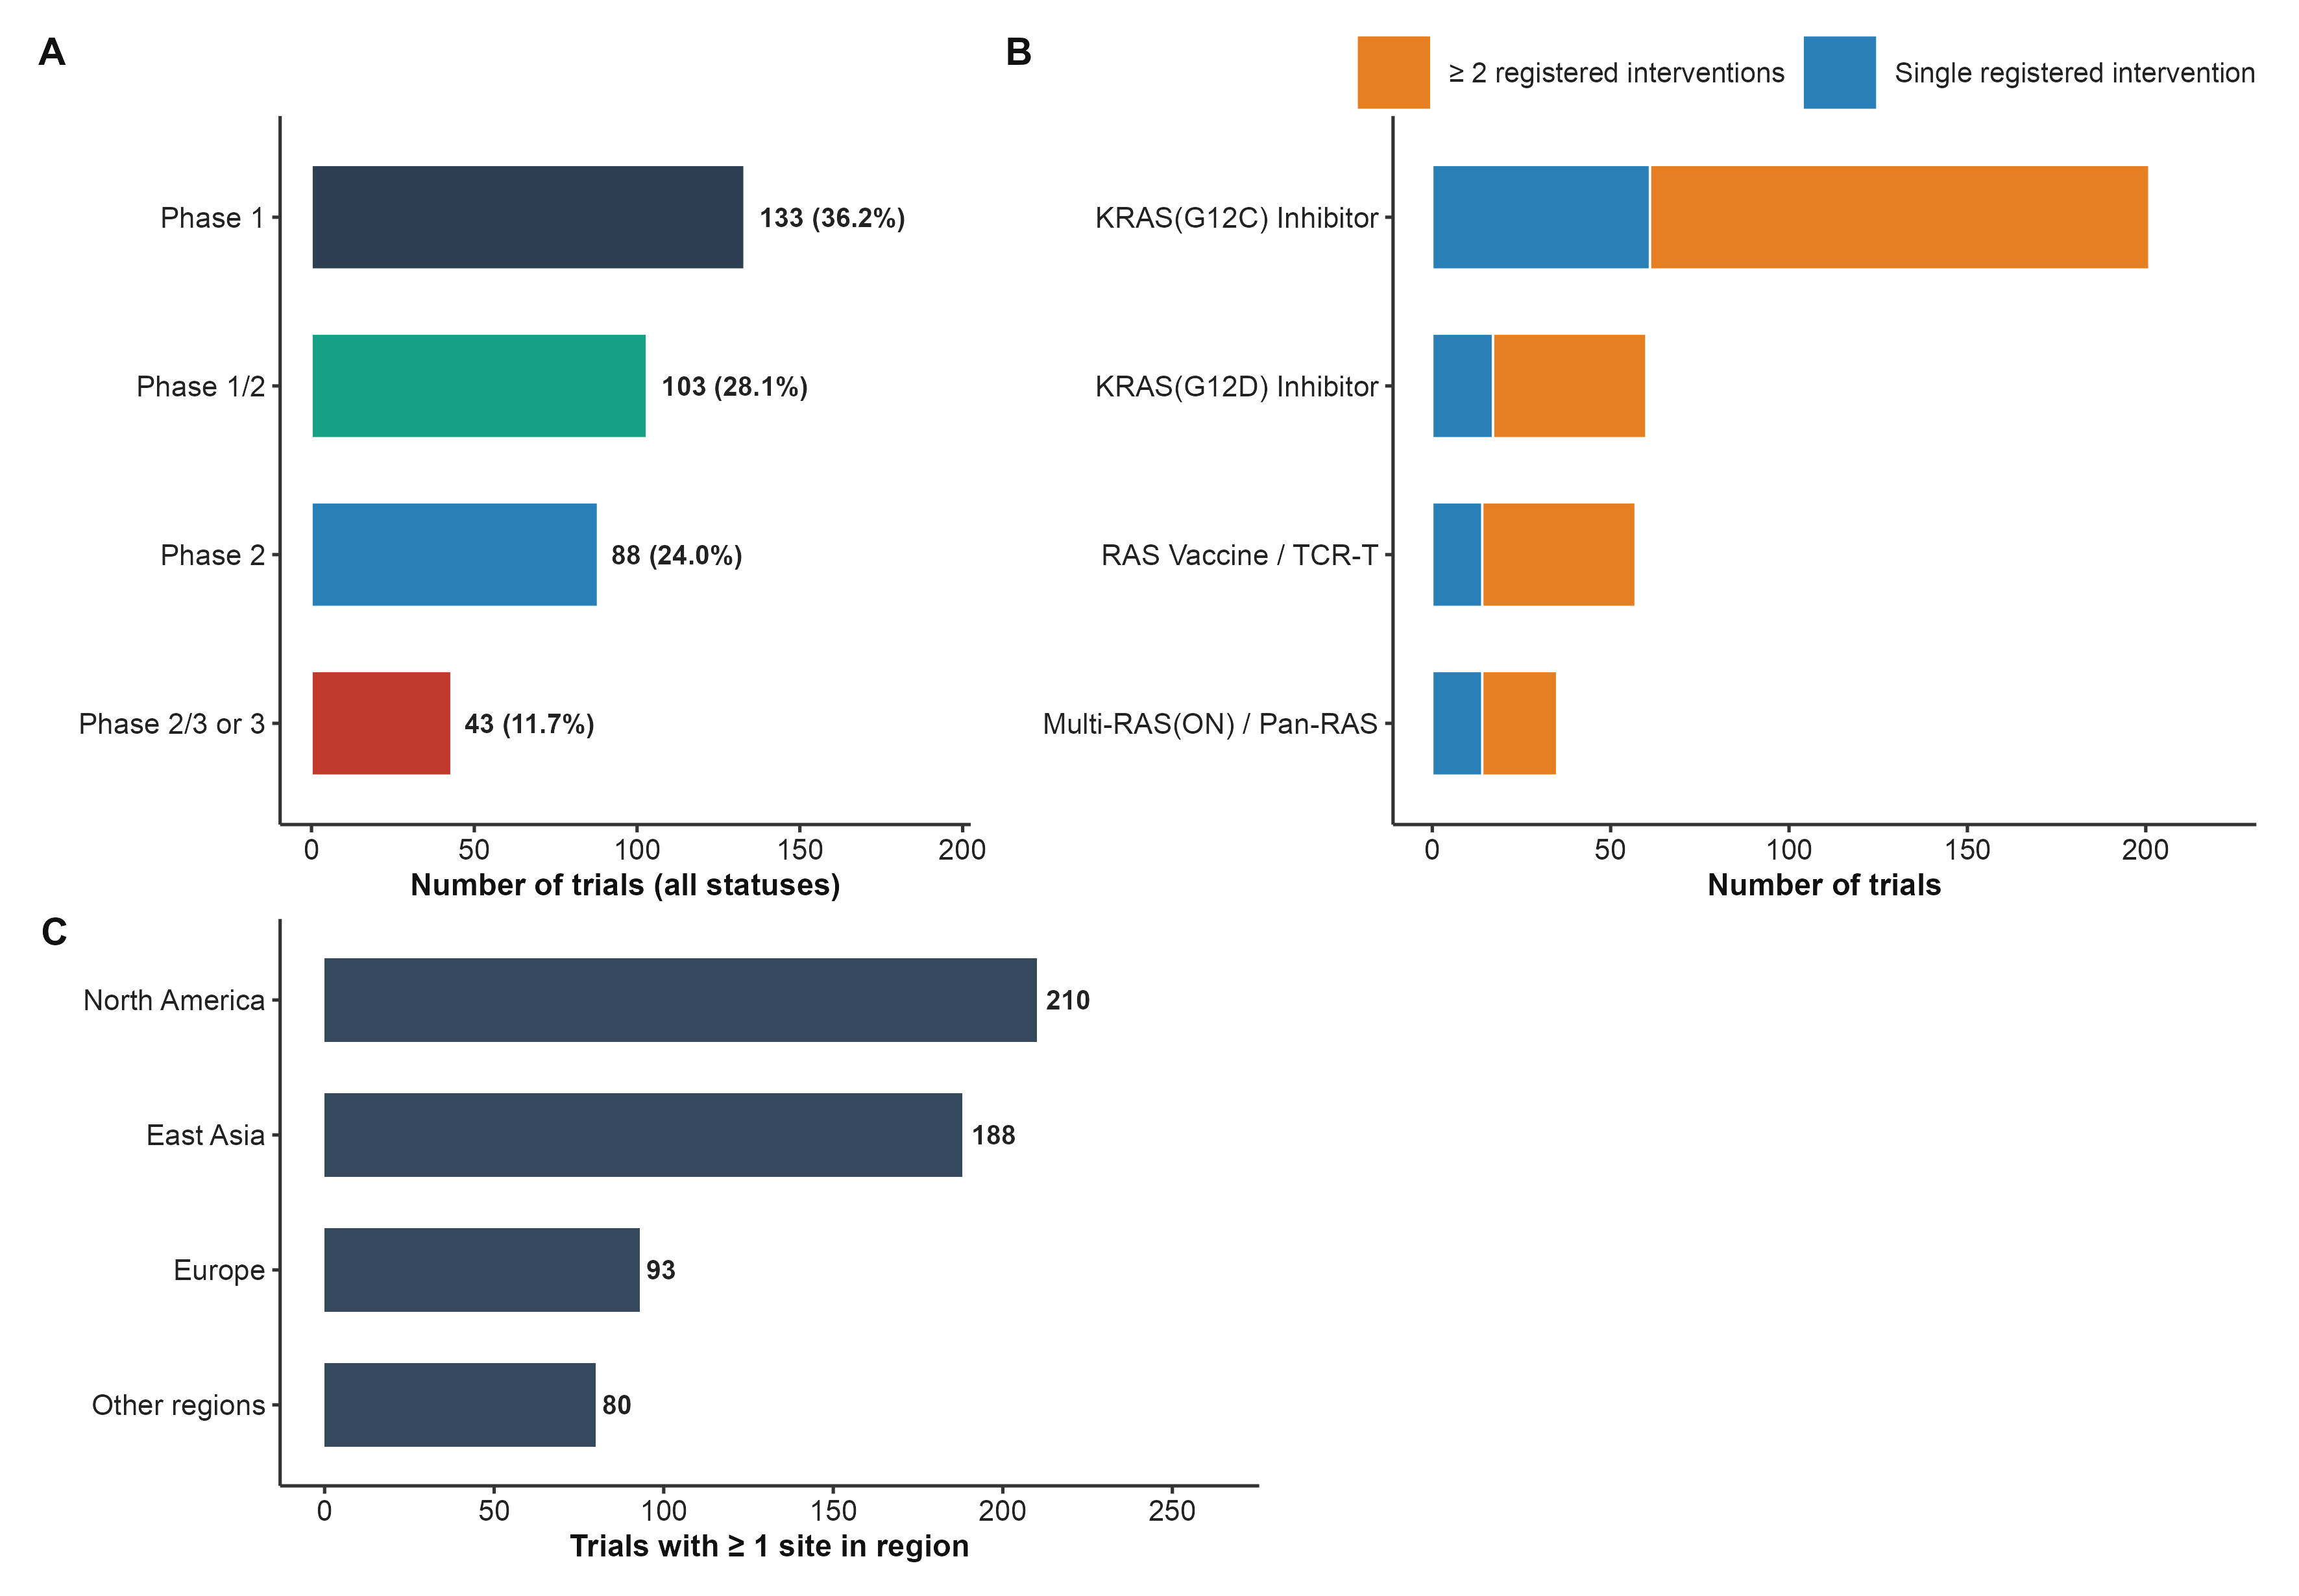 A
Phase 1
133 (36.2%)
Phase 1/2
103 (28.1%)
Phase 2
88 (24.0%)
Phase 2/3 or 3
43 (11.7%)
0 50 100 150 200
Number of trials (all statuses)
B
≥ 2 registered interventions
Single registered intervention
KRAS(G12C) Inhibitor
KRAS(G12D) Inhibitor
RAS Vaccine / TCR-T
Multi-RAS(ON) / Pan-RAS
0 50 100 150 200
Number of trials
C
North America
210
East Asia
188
Europe
93
Other regions
80
0 50 100 150 200 250
Trials with ≥ 1 site in region